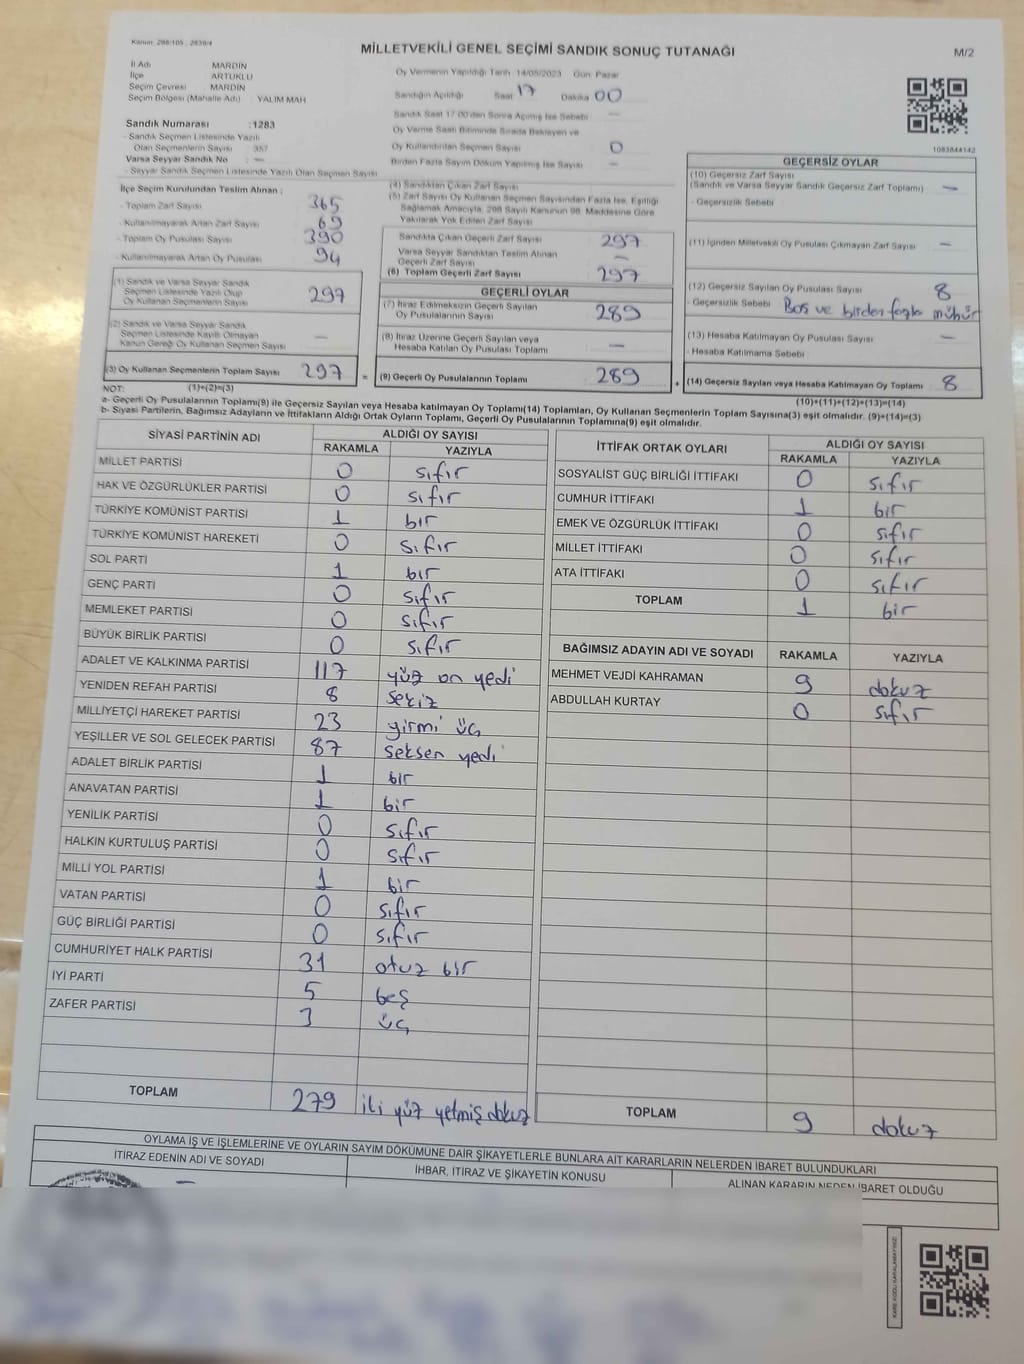 Kanun: 298/105 , 2839/4
MİLLETVEKİLİ GENEL SEÇİMİ SANDIK SONUÇ TUTANAĞI
M/2
İl Adı MARDİN
İlçe ARTUKLU
Seçim Çevresi MARDİN
Seçim Bölgesi (Mahalle Adı) YALIM MAH
Sandık Numarası :1283
- Sandık Seçmen Listesinde Yazılı
Olan Seçmenlerin Sayısı 357
Varsa Seyyar Sandık No : —
- Seyyar Sandık Seçmen Listesinde Yazılı Olan Seçmen Sayısı
Oy Vermenin Yapıldığı Tarih 14/05/2023 Gün Pazar
Sandığın Açıldığı Saat 17 Dakika 00
Sandık Saat 17:00'den Sonra Açılmış İse Sebebi —
Oy Verme Saati Bitiminde Sırada Bekleyen ve
Oy Kullandırılan Seçmen Sayısı 0
Birden Fazla Sayım Döküm Yapılmış İse Sayısı —
1083844142
İlçe Seçim Kurulundan Teslim Alınan :
- Toplam Zarf Sayısı 365
- Kullanılmayarak Artan Zarf Sayısı 69
- Toplam Oy Pusulası Sayısı 390
- Kullanılmayarak Artan Oy Pusulası 94
(1) Sandık ve Varsa Seyyar Sandık
Seçmen Listesinde Yazılı Olup
Oy Kullanan Seçmenlerin Sayısı 297
(2) Sandık ve Varsa Seyyar Sandık
Seçmen Listesinde Kayıtlı Olmayan
Kanun Gereği Oy Kullanan Seçmen Sayısı —
(3) Oy Kullanan Seçmenlerin Toplam Sayısı 297 =
(4) Sandıktan Çıkan Zarf Sayısı
(5) Zarf Sayısı Oy Kullanan Seçmen Sayısından Fazla İse, Eşitliği
Sağlamak Amacıyla, 298 Sayılı Kanunun 98. Maddesine Göre
Yakılarak Yok Edilen Zarf Sayısı
Sandıkta Çıkan Geçerli Zarf Sayısı 297
Varsa Seyyar Sandıktan Teslim Alınan
Geçerli Zarf Sayısı —
(6) Toplam Geçerli Zarf Sayısı 297
GEÇERLİ OYLAR
(7) İtiraz Edilmeksizin Geçerli Sayılan
Oy Pusulalarının Sayısı 289
(8) İtiraz Üzerine Geçerli Sayılan veya
Hesaba Katılan Oy Pusulası Toplamı —
(9) Geçerli Oy Pusulalarının Toplamı 289 +
GEÇERSİZ OYLAR
(10) Geçersiz Zarf Sayısı
(Sandık ve Varsa Seyyar Sandık Geçersiz Zarf Toplamı) —
- Geçersizlik Sebebi
(11) İçinden Milletvekili Oy Pusulası Çıkmayan Zarf Sayısı —
(12) Geçersiz Sayılan Oy Pusulası Sayısı 8
- Geçersizlik Sebebi Boş ve birden fazla mühür
(13) Hesaba Katılmayan Oy Pusulası Sayısı —
- Hesaba Katılmama Sebebi
(14) Geçersiz Sayılan veya Hesaba Katılmayan Oy Toplamı 8
NOT: (1)+(2)=(3) (10)+(11)+(12)+(13)=(14)
a- Geçerli Oy Pusulalarının Toplamı(9) ile Geçersiz Sayılan veya Hesaba katılmayan Oy Toplamı(14) Toplamları, Oy Kullanan Seçmenlerin Toplam Sayısına(3) eşit olmalıdır. (9)+(14)=(3)
b- Siyasi Partilerin, Bağımsız Adayların ve İttifakların Aldığı Ortak Oyların Toplamı, Geçerli Oy Pusulalarının Toplamına(9) eşit olmalıdır.
SİYASİ PARTİNİN ADI ALDIĞI OY SAYISI
RAKAMLA YAZIYLA
MİLLET PARTİSİ 0 sıfır
HAK VE ÖZGÜRLÜKLER PARTİSİ 0 sıfır
TÜRKİYE KOMÜNİST PARTİSİ 1 bir
TÜRKİYE KOMÜNİST HAREKETİ 0 sıfır
SOL PARTİ 1 bir
GENÇ PARTİ 0 sıfır
MEMLEKET PARTİSİ 0 sıfır
BÜYÜK BİRLİK PARTİSİ 0 sıfır
ADALET VE KALKINMA PARTİSİ 117 yüz on yedi
YENİDEN REFAH PARTİSİ 8 sekiz
MİLLİYETÇİ HAREKET PARTİSİ 23 yirmi üç
YEŞİLLER VE SOL GELECEK PARTİSİ 87 seksen yedi
ADALET BİRLİK PARTİSİ 1 bir
ANAVATAN PARTİSİ 1 bir
YENİLİK PARTİSİ 0 sıfır
HALKIN KURTULUŞ PARTİSİ 0 sıfır
MİLLİ YOL PARTİSİ 1 bir
VATAN PARTİSİ 0 sıfır
GÜÇ BİRLİĞİ PARTİSİ 0 sıfır
CUMHURİYET HALK PARTİSİ 31 otuz bir
İYİ PARTİ 5 beş
ZAFER PARTİSİ 3 üç
TOPLAM 279 iki yüz yetmiş dokuz
İTTİFAK ORTAK OYLARI ALDIĞI OY SAYISI
RAKAMLA YAZIYLA
SOSYALİST GÜÇ BİRLİĞİ İTTİFAKI 0 sıfır
CUMHUR İTTİFAKI 1 bir
EMEK VE ÖZGÜRLÜK İTTİFAKI 0 sıfır
MİLLET İTTİFAKI 0 sıfır
ATA İTTİFAKI 0 sıfır
TOPLAM 1 bir
BAĞIMSIZ ADAYIN ADI VE SOYADI RAKAMLA YAZIYLA
MEHMET VEJDİ KAHRAMAN 9 dokuz
ABDULLAH KURTAY 0 sıfır
TOPLAM 9 dokuz
OYLAMA İŞ VE İŞLEMLERİNE VE OYLARIN SAYIM DÖKÜMÜNE DAİR ŞİKAYETLERLE BUNLARA AİT KARARLARIN NELERDEN İBARET BULUNDUKLARI
İTİRAZ EDENİN ADI VE SOYADI İHBAR, İTİRAZ VE ŞİKAYETİN KONUSU ALINAN KARARIN NEDEN İBARET OLDUĞU
—
KARE KODU KARALAMAYINIZ!